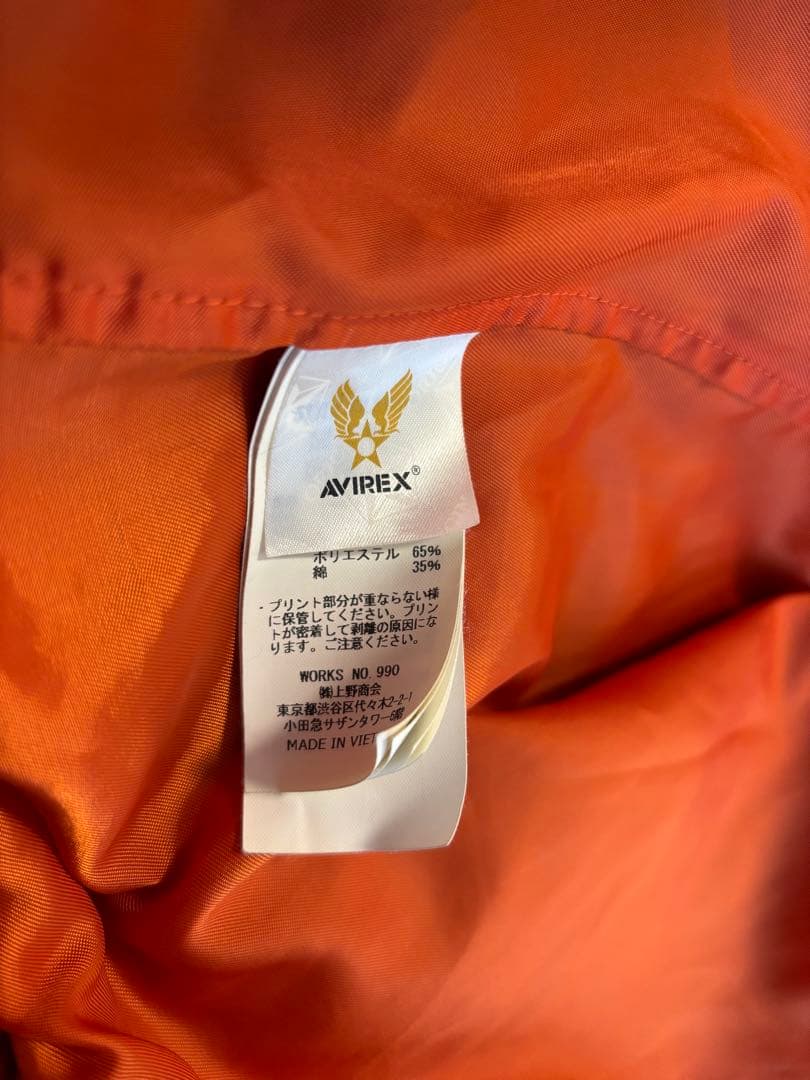 AVIREX®
ポリエステル 65%
綿 35%
・プリント部分が重ならない様
に保管してください。プリン
トが密着して剥離の原因にな
ります。ご注意ください。
WORKS NO. 990
㈱上野商会
東京都渋谷区代々木2-2-1
小田急サザンタワー6階
MADE IN VIET